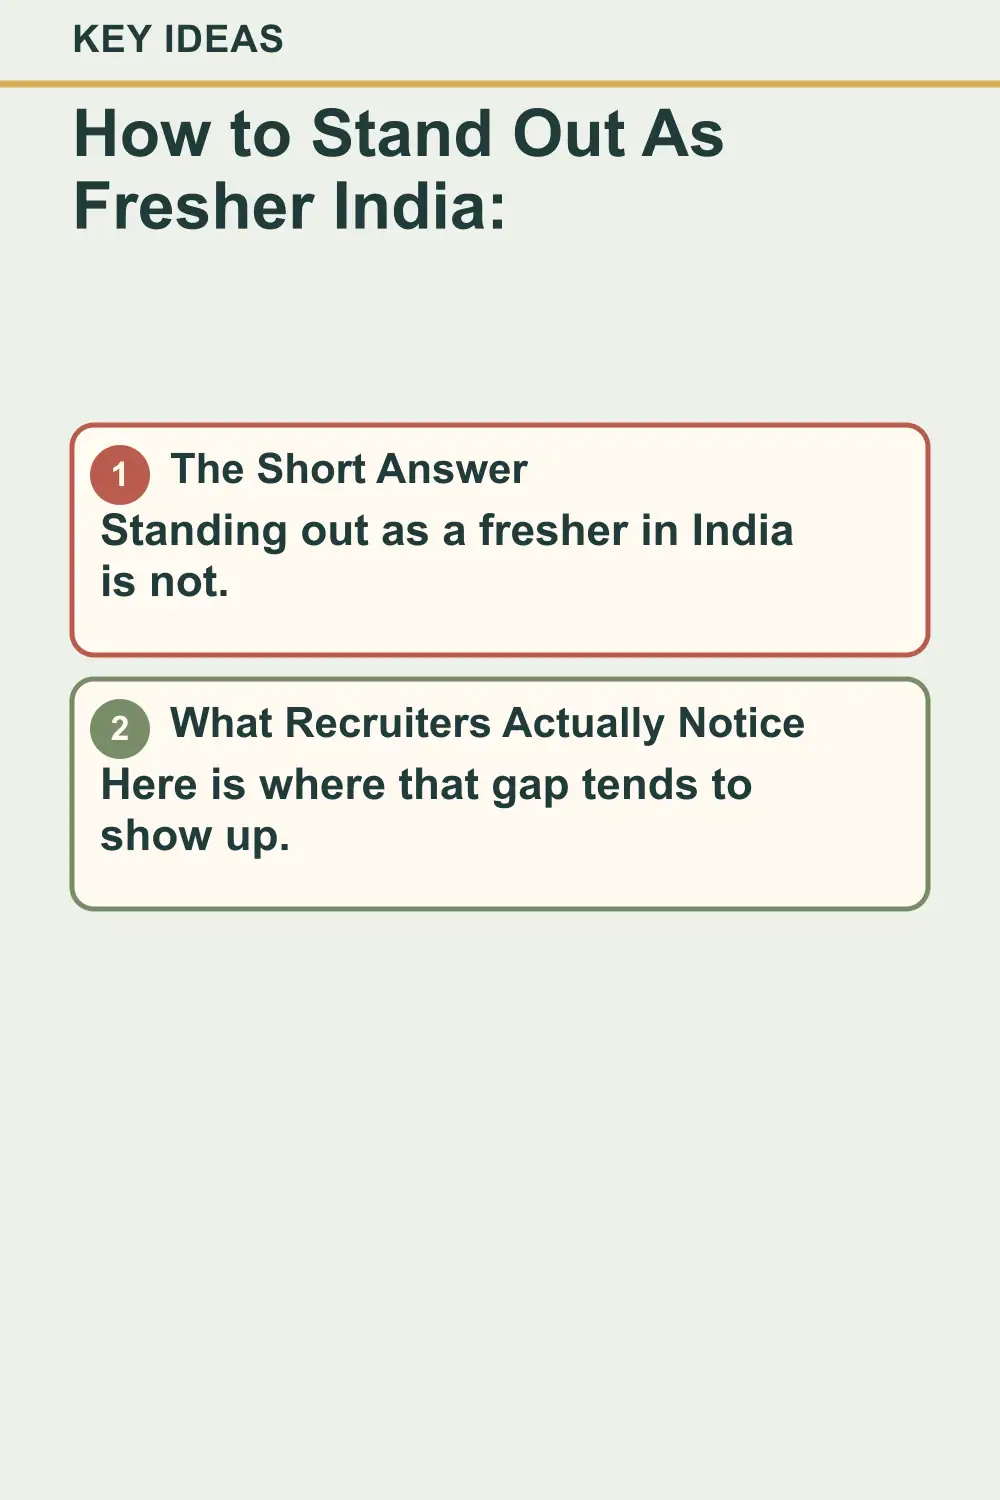 KEY IDEAS
How to Stand Out As
Fresher India:
1 The Short Answer
Standing out as a fresher in India
is not.
2 What Recruiters Actually Notice
Here is where that gap tends to
show up.